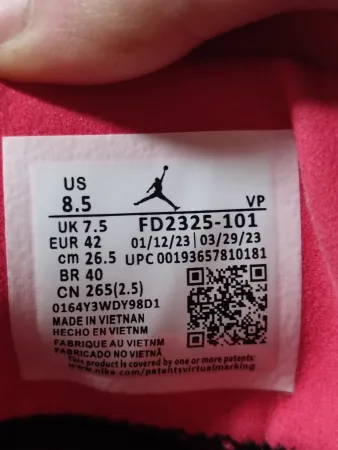 US
8.5
VP
UK 7.5
FD2325-101
EUR 42
01/12/23 | 03/29/23
cm 26.5
UPC 00193657810181
BR 40
CN 265(2.5)
0164Y3WDY98D1
MADE IN VIETNAN
HECHO EN VIETNM
FABRIQUE AU VIETNM
FABRICADO NO VIETNÃ
This product is covered by one or more patents:
www.nike.com/patentsvirtualmarking